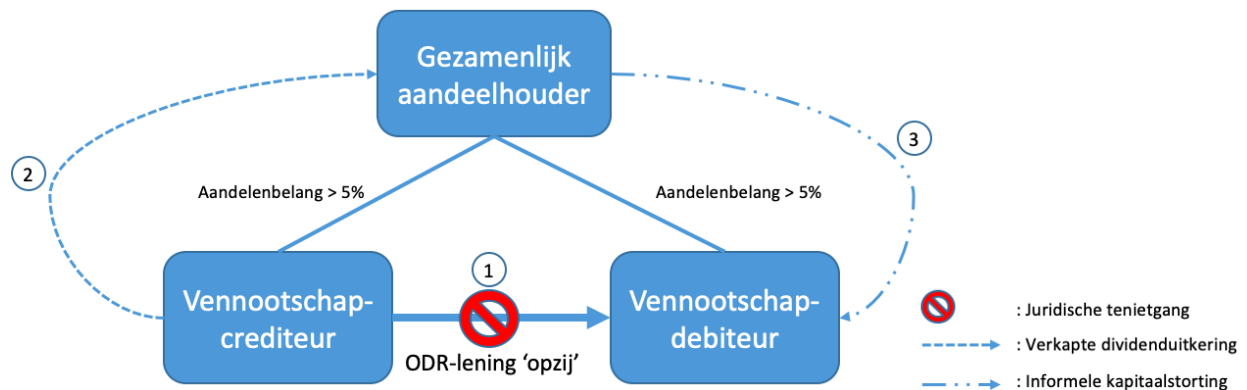 Gezamenlijk
aandeelhouder
3
2
Aandelenbelang > 5%
Aandelenbelang > 5%
1
Vennootschap-
crediteur
Vennootschap-
debiteur
ODR-lening ‘opzij’
: Juridische tenietgang
: Verkapte dividenduitkering
: Informele kapitaalstorting